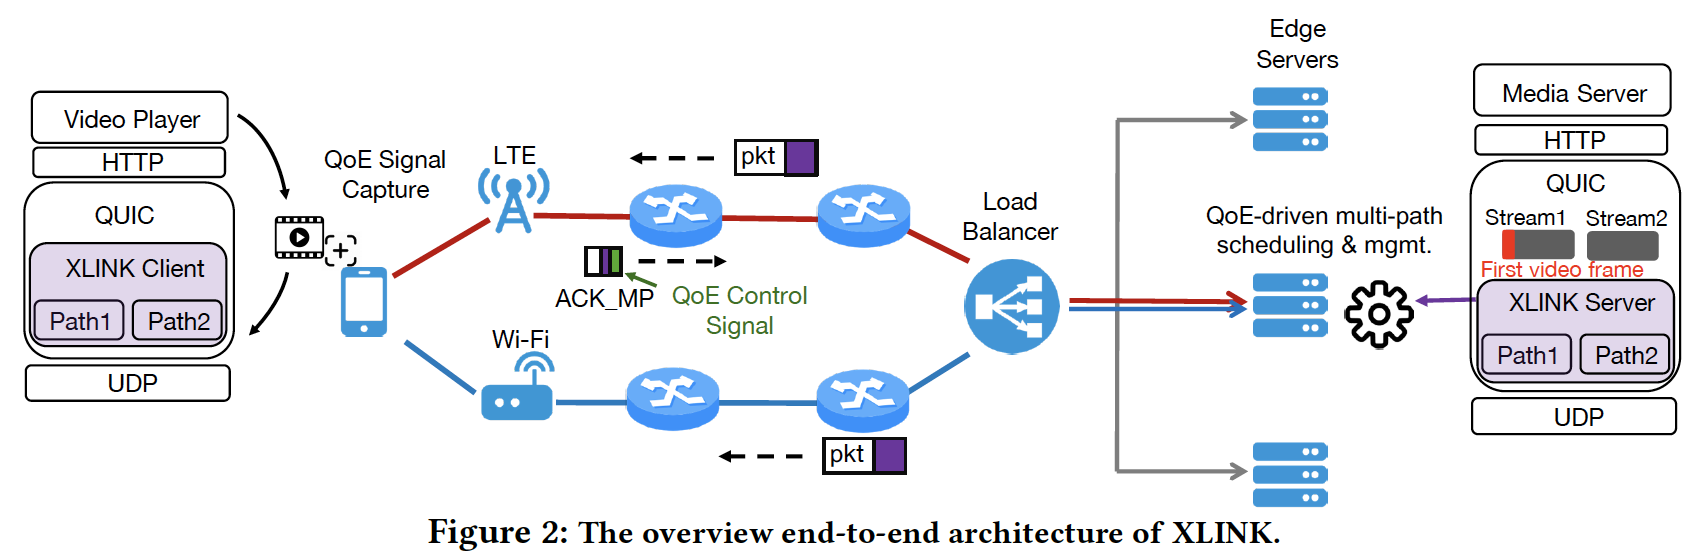 Video Player
HTTP
QUIC
XLINK Client
Path1
Path2
UDP
QoE Signal
Capture
LTE
pkt
ACK_MP
QoE Control
Signal
Wi-Fi
pkt
Load
Balancer
Edge
Servers
QoE-driven multi-path
scheduling & mgmt.
Media Server
HTTP
QUIC
Stream1
Stream2
First video frame
XLINK Server
Path1
Path2
UDP
Figure 2: The overview end-to-end architecture of XLINK.